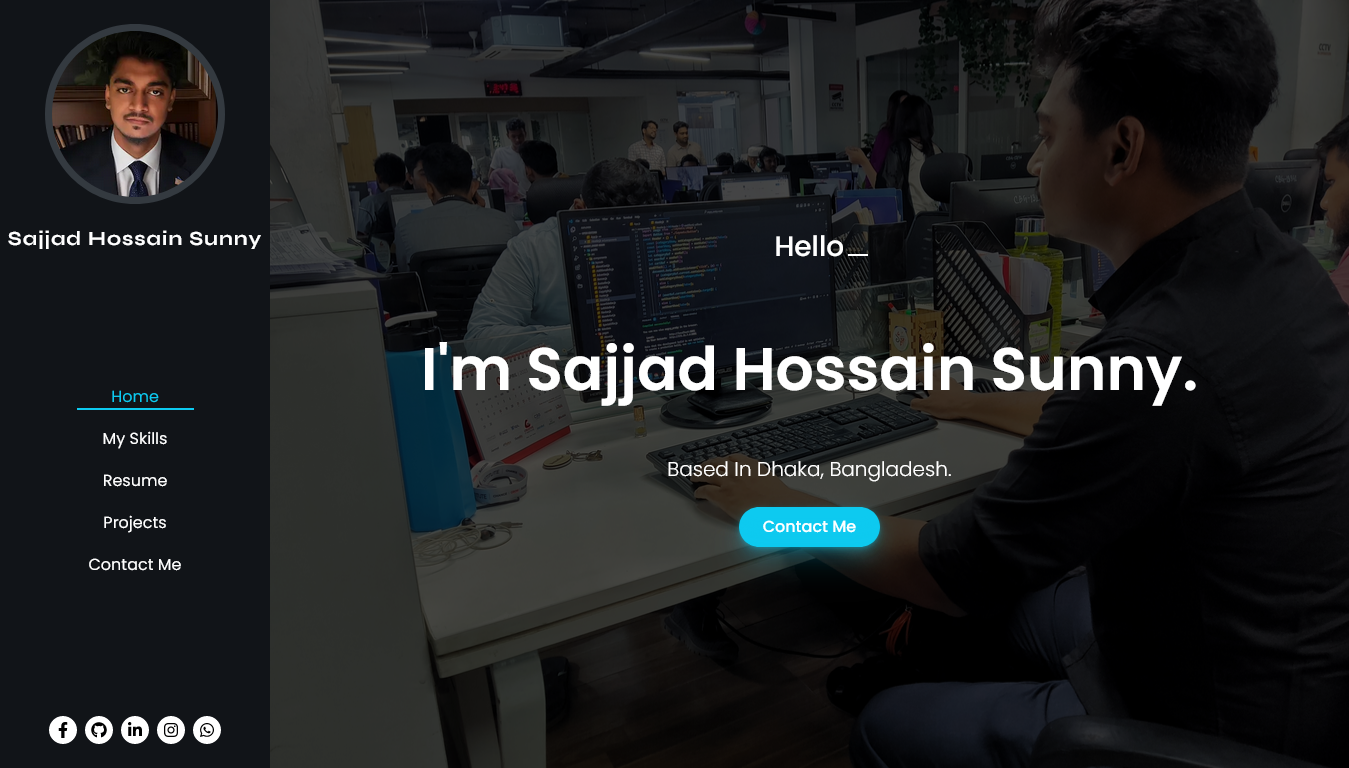 Sajjad Hossain Sunny
Home
My Skills
Resume
Projects
Contact Me
Hello_
I'm Sajjad Hossain Sunny.
Based In Dhaka, Bangladesh.
Contact Me